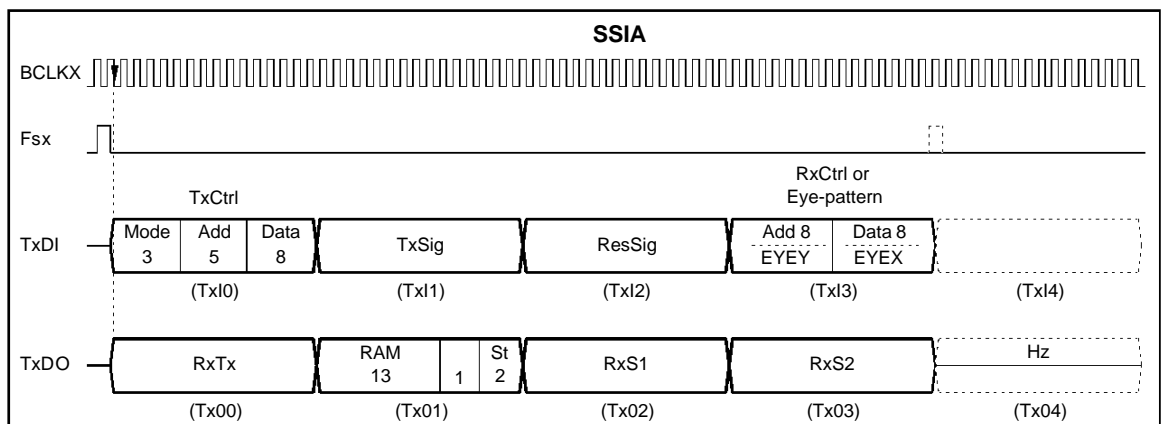 SSIA
BCLKX
Fsx
RxCtrl or
Eye-pattern
TxCtrl
TxDI
Mode
3
Add
5
Data
8
TxSig
ResSig
Add 8
EYEY
Data 8
EYEX
(TxI0)
(TxI1)
(TxI2)
(TxI3)
(TxI4)
TxDO
RxTx
RAM
13
1
St
2
RxS1
RxS2
Hz
(Tx00)
(Tx01)
(Tx02)
(Tx03)
(Tx04)